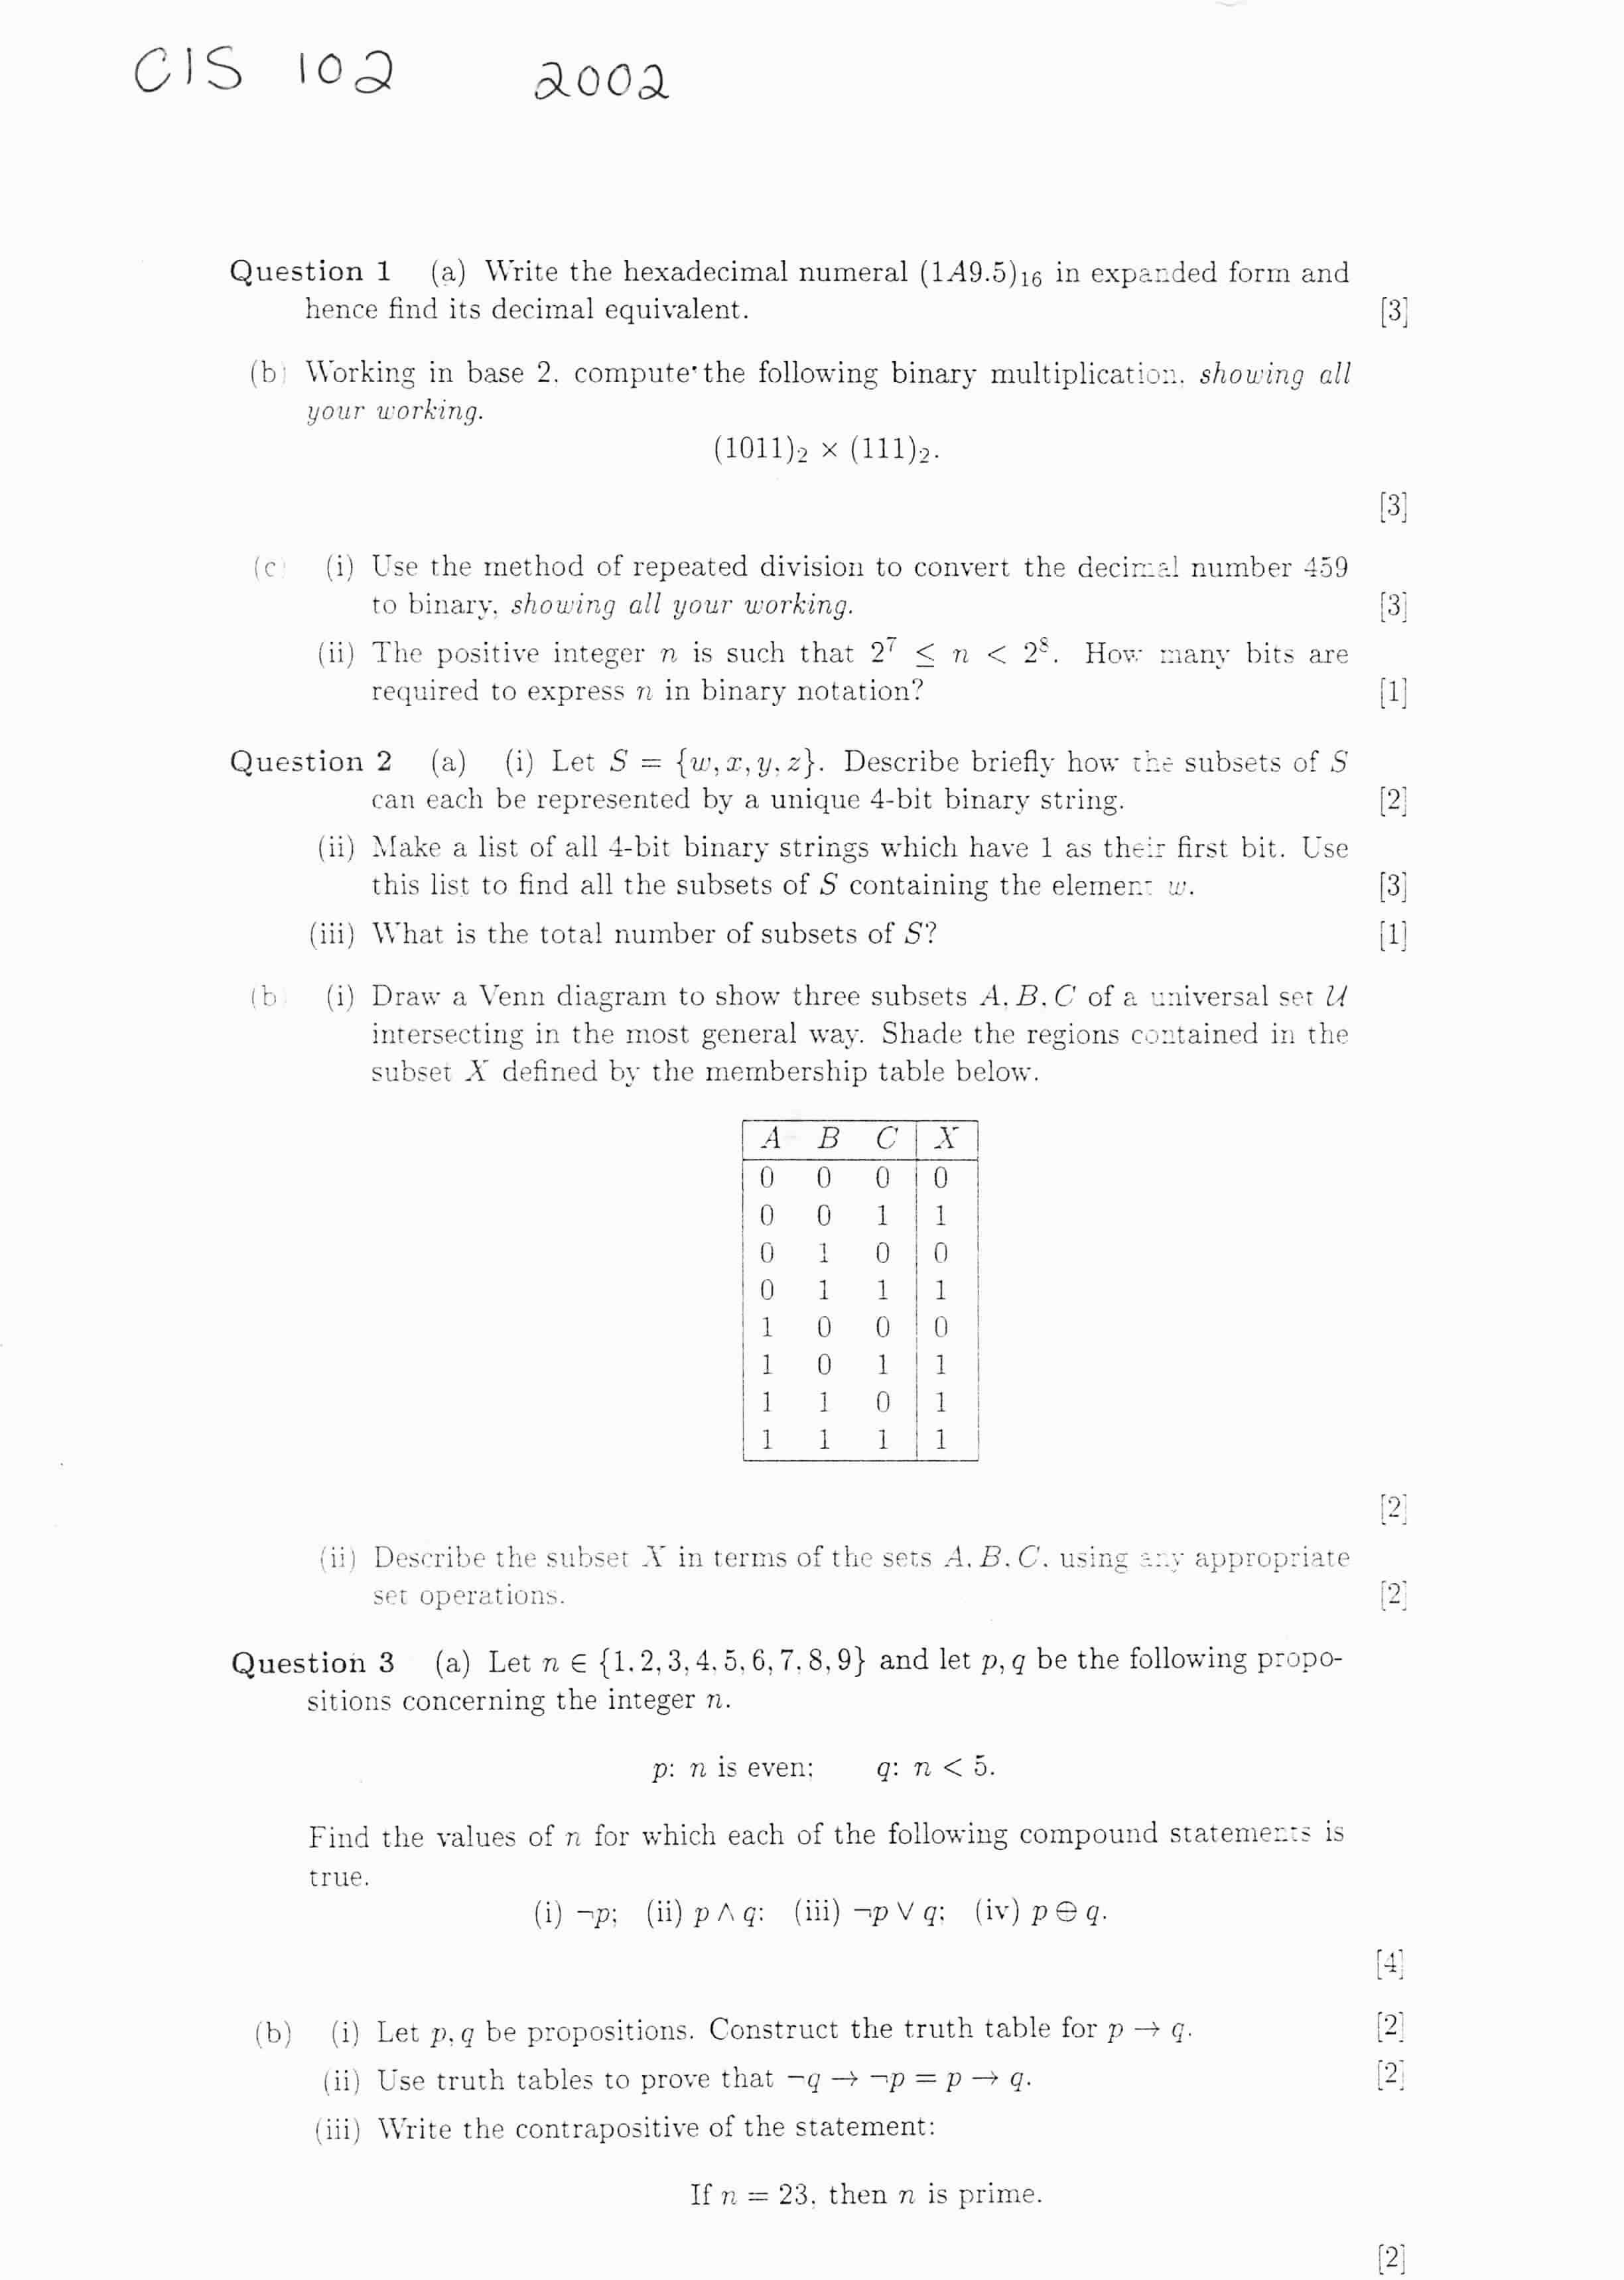 CIS 102 2002
Question 1 (a) Write the hexadecimal numeral (1A9.5)₁₆ in expanded form and
hence find its decimal equivalent. [3]
(b) Working in base 2, compute the following binary multiplication, showing all
your working.
(1011)₂ × (111)₂.
[3]
(c) (i) Use the method of repeated division to convert the decimal number 459
to binary, showing all your working. [3]
(ii) The positive integer n is such that 2⁷ ≤ n < 2⁸. How many bits are
required to express n in binary notation? [1]
Question 2 (a) (i) Let S = {w, x, y, z}. Describe briefly how the subsets of S
can each be represented by a unique 4-bit binary string. [2]
(ii) Make a list of all 4-bit binary strings which have 1 as their first bit. Use
this list to find all the subsets of S containing the element w. [3]
(iii) What is the total number of subsets of S? [1]
(b) (i) Draw a Venn diagram to show three subsets A, B, C of a universal set U
intersecting in the most general way. Shade the regions contained in the
subset X defined by the membership table below.
A B C X
0 0 0 0
0 0 1 1
0 1 0 0
0 1 1 1
1 0 0 0
1 0 1 1
1 1 0 1
1 1 1 1
[2]
(ii) Describe the subset X in terms of the sets A, B, C, using any appropriate
set operations. [2]
Question 3 (a) Let n ∈ {1, 2, 3, 4, 5, 6, 7, 8, 9} and let p, q be the following propo-
sitions concerning the integer n.
p: n is even; q: n < 5.
Find the values of n for which each of the following compound statements is
true.
(i) ¬p; (ii) p ∧ q; (iii) ¬p ∨ q; (iv) p ⊕ q.
[4]
(b) (i) Let p, q be propositions. Construct the truth table for p → q. [2]
(ii) Use truth tables to prove that ¬q → ¬p = p → q. [2]
(iii) Write the contrapositive of the statement:
If n = 23, then n is prime.
[2]